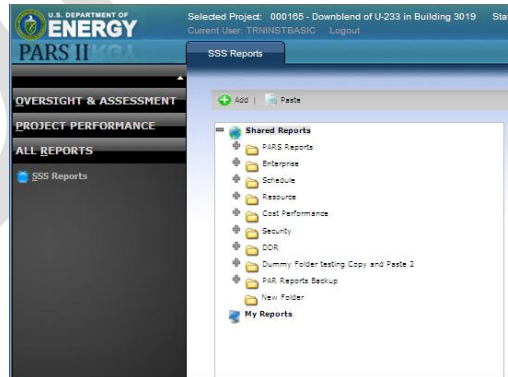 U.S. DEPARTMENT OF
ENERGY
PARS II
Selected Project: 000165 - Downblend of U-233 in Building 3019 Sta
Current User: TRNINSTBASIC Logout
SSS Reports
OVERSIGHT & ASSESSMENT
PROJECT PERFORMANCE
ALL REPORTS
SSS Reports
Add | Paste
Shared Reports
PARS Reports
Enterprise
Schedule
Resource
Cost Performance
Security
DDR
Dummy Folder testing Copy and Paste 2
PAR Reports Backup
New Folder
My Reports